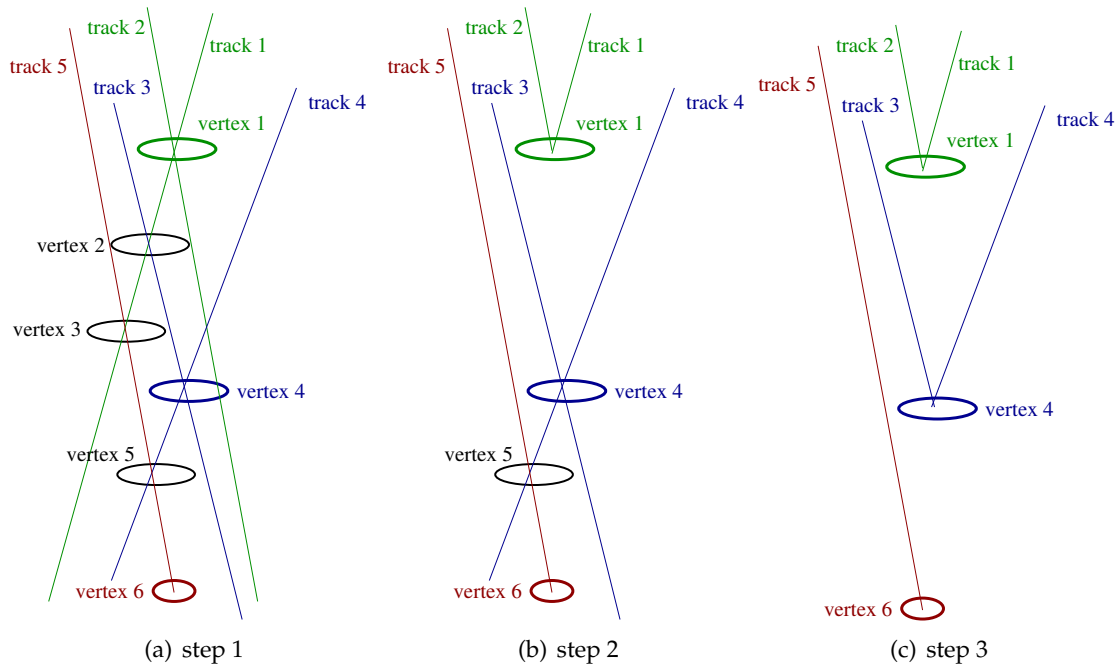 track 2
track 1
track 5
track 3
track 4
vertex 1
vertex 2
vertex 3
vertex 4
vertex 5
vertex 6
(a) step 1
track 2
track 1
track 5
track 3
track 4
vertex 1
vertex 4
vertex 5
vertex 6
(b) step 2
track 2
track 1
track 5
track 3
track 4
vertex 1
vertex 4
vertex 6
(c) step 3